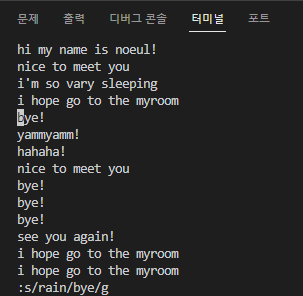 문제 출력 디버그 콘솔 터미널 포트
hi my name is noeul!
nice to meet you
i'm so vary sleeping
i hope go to the myroom
bye!
yammyamm!
hahaha!
nice to meet you
bye!
bye!
bye!
see you again!
i hope go to the myroom
i hope go to the myroom
:s/rain/bye/g